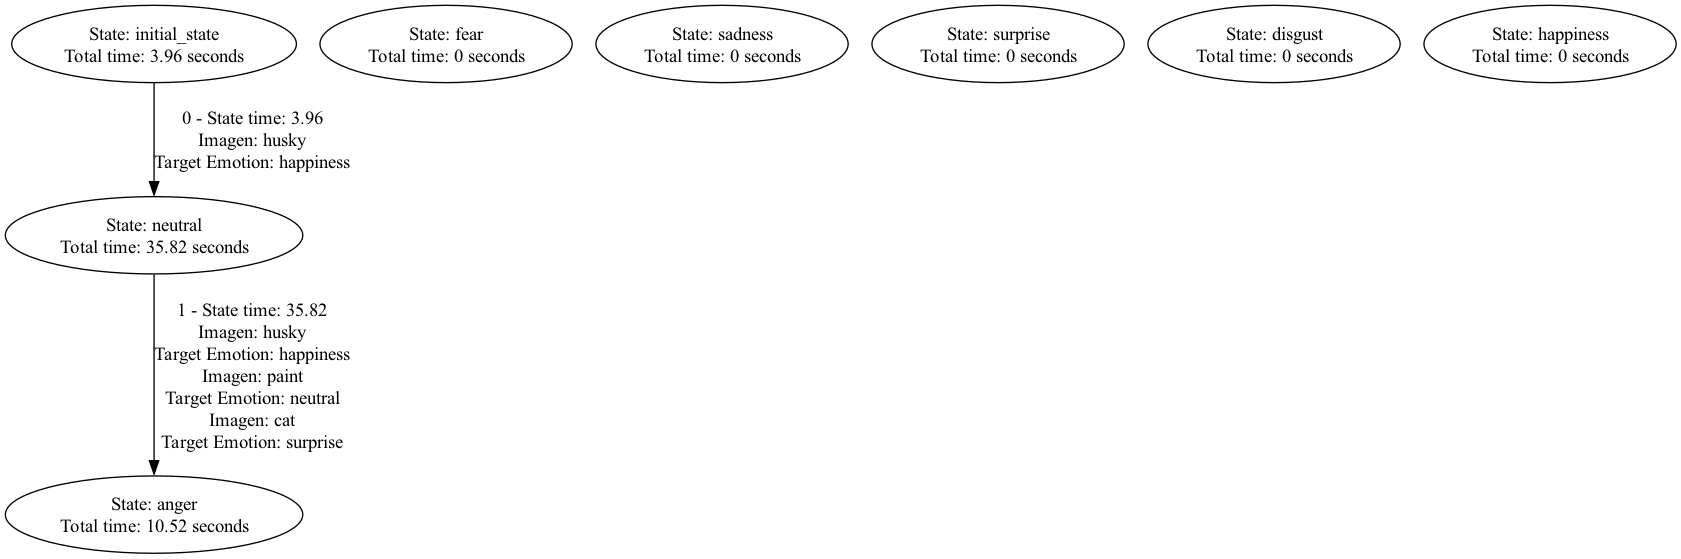 State: initial_state
Total time: 3.96 seconds
State: fear
Total time: 0 seconds
State: sadness
Total time: 0 seconds
State: surprise
Total time: 0 seconds
State: disgust
Total time: 0 seconds
State: happiness
Total time: 0 seconds
0 - State time: 3.96
Imagen: husky
Target Emotion: happiness
State: neutral
Total time: 35.82 seconds
1 - State time: 35.82
Imagen: husky
Target Emotion: happiness
Imagen: paint
Target Emotion: neutral
Imagen: cat
Target Emotion: surprise
State: anger
Total time: 10.52 seconds